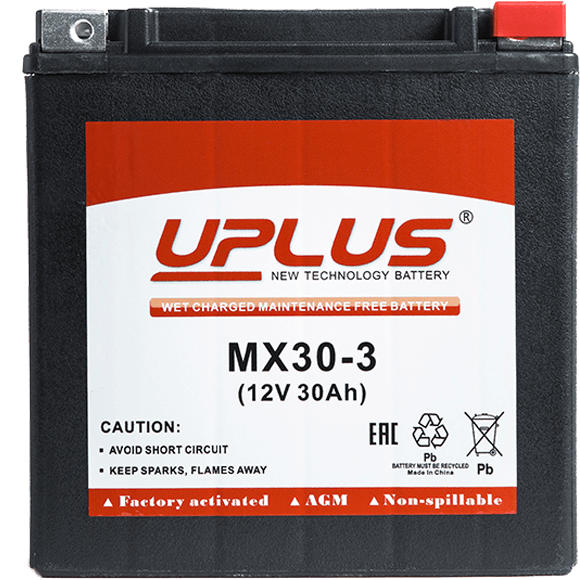 UPLUS®
NEW TECHNOLOGY BATTERY
WET CHARGED MAINTENANCE FREE BATTERY
MX30-3
(12V 30Ah)
CAUTION:
▪ AVOID SHORT CIRCUIT
▪ KEEP SPARKS, FLAMES AWAY
EAC
Pb
BATTERY MUST BE RECYCLED
Made In China
Pb
▲ Factory activated ▲ AGM ▲ Non-spillable